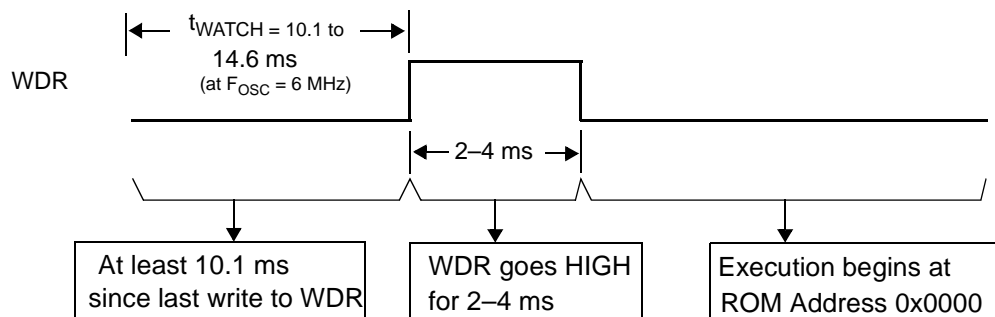 tWATCH = 10.1 to
14.6 ms
(at FOSC = 6 MHz)
WDR
2–4 ms
At least 10.1 ms
since last write to WDR
WDR goes HIGH
for 2–4 ms
Execution begins at
ROM Address 0x0000